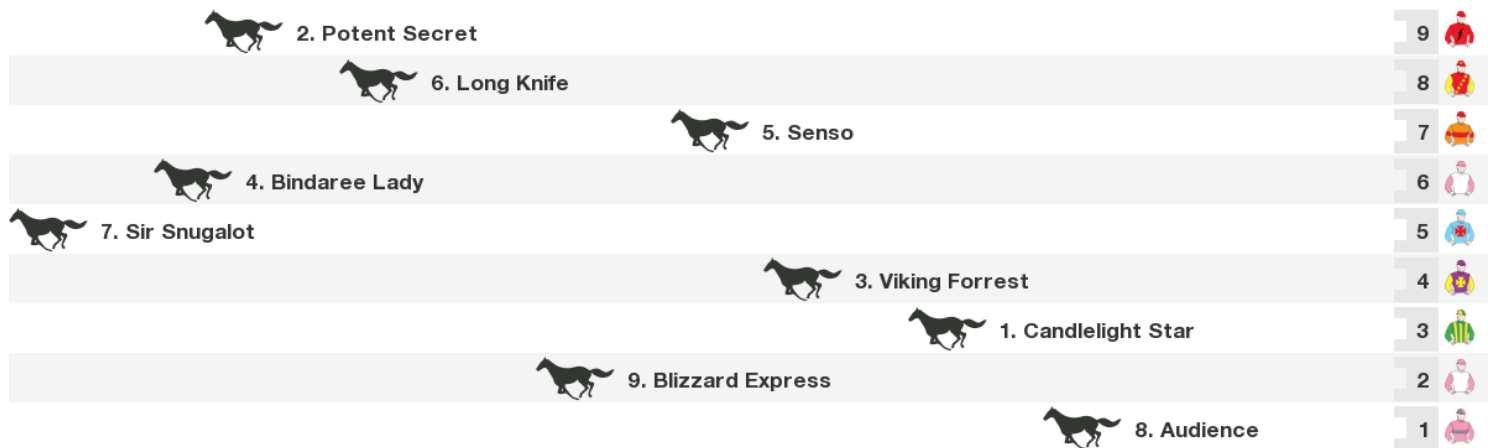 2. Potent Secret 9
6. Long Knife 8
5. Senso 7
4. Bindaree Lady 6
7. Sir Snugalot 5
3. Viking Forrest 4
1. Candlelight Star 3
9. Blizzard Express 2
8. Audience 1